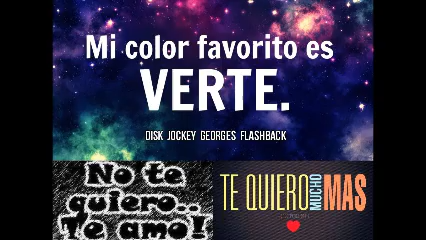 Mi color favorito es
VERTE.
DISK JOCKEY GEORGES FLASHBACK
No te
quiero..
Te amo!
TE QUIERO MUCHO MAS